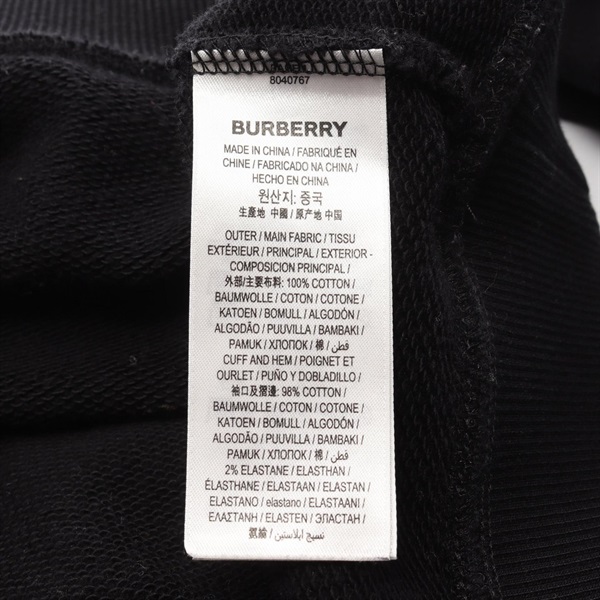 8040767
BURBERRY
MADE IN CHINA / FABRIQUÉ EN
CHINE / FABRICADO NA CHINA /
HECHO EN CHINA
원산지: 중국
生產地 中國 / 原产地 中国
OUTER / MAIN FABRIC / TISSU
EXTÉRIEUR / PRINCIPAL / EXTERIOR -
COMPOSICION PRINCIPAL /
外部/主要布料: 100% COTTON /
BAUMWOLLE / COTON / COTONE /
KATOEN / BOMULL / ALGODÓN /
ALGODÃO / PUUVILLA / BAMBAKI /
PAMUK / ХЛОПОК / 棉 / قطن /
CUFF AND HEM / POIGNET ET
OURLET / PUÑO Y DOBLADILLO /
袖口及摺邊: 98% COTTON /
BAUMWOLLE / COTON / COTONE /
KATOEN / BOMULL / ALGODÓN /
ALGODÃO / PUUVILLA / BAMBAKI /
PAMUK / ХЛОПОК / 棉 / قطن /
2% ELASTANE / ELASTHAN /
ÉLASTHANE / ELASTAAN / ELASTAN /
ELASTANO / elastano / ELASTAANI /
ΕΛΑΣΤΑΝΗ / ELASTEN / ЭЛАСТАН /
氨綸 / نسيج ايلاستين /